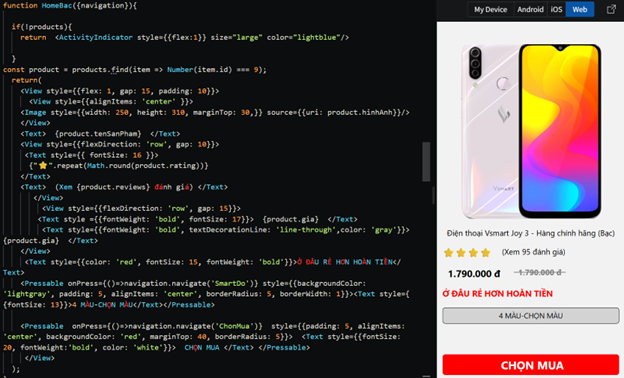 function HomeBac({navigation}){
if(!products){
return <ActivityIndicator style={{flex:1}} size="large" color="lightblue"/>
}
const product = products.find(item => Number(item.id) === 9);
return(
<View style={{flex: 1, gap: 15, padding: 10}}>
<View style={{alignItems: 'center' }}>
<Image style={{width: 250, height: 310, marginTop: 30,}} source={{uri: product.hinhAnh}}/>
</View>
<Text> {product.tenSanPham} </Text>
<View style={{flexDirection: 'row', gap: 10}}>
<Text style ={{ fontSize: 16 }}>
{"⭐".repeat(Math.round(product.rating))}
</Text>
<Text> (Xem {product.reviews} đánh giá) </Text>
</View>
<View style={{flexDirection: 'row', gap: 15}}>
<Text style ={{fontWeight: 'bold', fontSize: 17}}> {product.gia} </Text>
<Text style={{fontWeight: 'bold', textDecorationLine: 'line-through',color: 'gray'}}>
{product.gia} </Text>
</View>
<Text style={{color: 'red', fontSize: 15, fontWeight: 'bold'}}>Ở ĐÂU RẺ HƠN HOÀN TIỀN</
Text>
<Pressable onPress={()=>navigation.navigate('SmartDo')} style={{backgroundColor:
'lightgray', padding: 5, alignItems: 'center', borderRadius: 5, borderWidth: 1}}><Text style={
{fontSize: 13}}>4 MÀU-CHỌN MÀU</Text></Pressable>
<Pressable onPress={()=>navigation.navigate('ChonMua')} style={{padding: 5, alignItems:
'center', backgroundColor: 'red', marginTop: 40, borderRadius: 5}}> <Text style={{fontSize:
20, fontWeight:'bold', color: 'white'}}> CHỌN MUA </Text> </Pressable>
</View>
);
My Device Android iOS Web
Vsmart
Điện thoại Vsmart Joy 3 - Hàng chính hãng (Bạc)
(Xem 95 đánh giá)
1.790.000 đ 1.790.000 đ
Ở ĐÂU RẺ HƠN HOÀN TIỀN
4 MÀU-CHỌN MÀU
CHỌN MUA